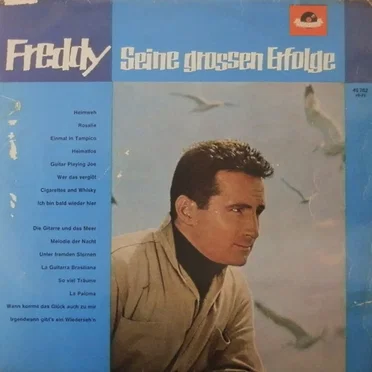 Freddy Seine grossen Erfolge
Heimweh
Rosalie
Einmal in Tampico
Heimatlos
Guitar Playing Joe
Wer das vergißt
Cigarettes and Whisky
Ich bin bald wieder hier
Die Gitarre und das Meer
Melodie der Nacht
Unter fremden Sternen
La Guitarra Brasiliana
So viel Träume
La Paloma
Wann kommt das Glück auch zu mir
Irgendwann gibt's ein Wiederseh'n